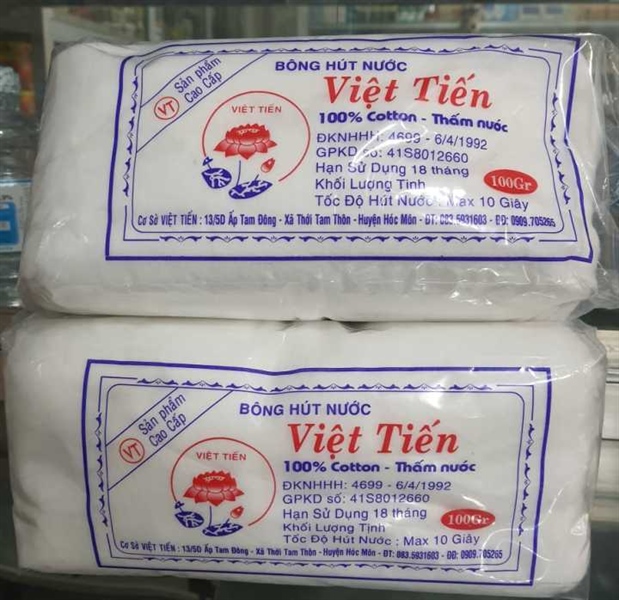 Sản phẩm
Cao Cấp
VT
VIỆT TIẾN
BÔNG HÚT NƯỚC
Việt Tiến
100% Cotton - Thấm nước
ĐKNHHH: 4699 - 6/4/1992
GPKD số: 41S8012660
Hạn Sử Dụng 18 tháng
Khối Lượng Tịnh 100Gr
Tốc Độ Hút Nước : Max 10 Giây
Cơ Sở VIỆT TIẾN : 13/5D Ấp Tam Đông - Xã Thới Tam Thôn - Huyện Hóc Môn - ĐT: 083.5931603 - ĐĐ: 0909.705265
Sản phẩm
Cao Cấp
VT
VIỆT TIẾN
BÔNG HÚT NƯỚC
Việt Tiến
100% Cotton - Thấm nước
ĐKNHHH: 4699 - 6/4/1992
GPKD số: 41S8012660
Hạn Sử Dụng 18 tháng
Khối Lượng Tịnh 100Gr
Tốc Độ Hút Nước : Max 10 Giây
Cơ Sở VIỆT TIẾN : 13/5D Ấp Tam Đông - Xã Thới Tam Thôn - Huyện Hóc Môn - ĐT: 083.5931603 - ĐĐ: 0909.705265